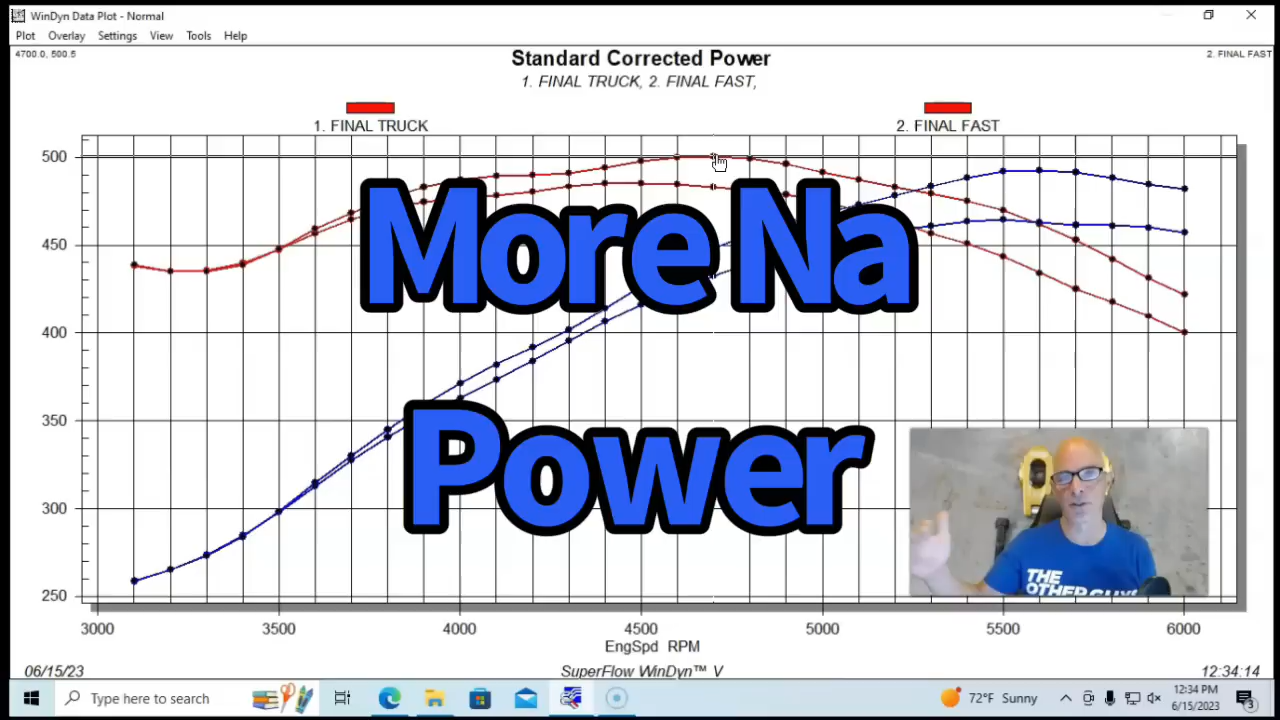 WinDyn Data Plot - Normal
Plot Overlay Settings View Tools Help
4700.0, 500.5
2. FINAL FAST
Standard Corrected Power
1. FINAL TRUCK, 2. FINAL FAST,
1. FINAL TRUCK
2. FINAL FAST
500
450
400
350
300
250
More Na
Power
THE
OTHER GUYS
3000 3500 4000 4500 5000 5500 6000
EngSpd RPM
06/15/23
SuperFlow WinDyn™ V
12:34:14
Type here to search
72°F Sunny
12:34 PM
6/15/2023
3